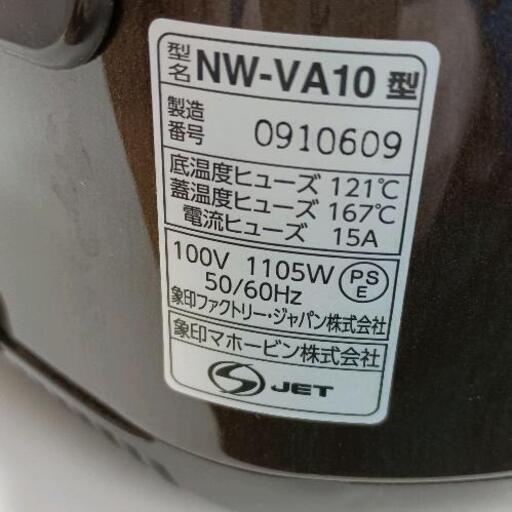 型名 NW-VA10 型
製造番号 0910609
底温度ヒューズ 121℃
蓋温度ヒューズ 167℃
電流ヒューズ 15A
100V 1105W
50/60Hz
PSE
象印ファクトリー・ジャパン株式会社
象印マホービン株式会社
S JET